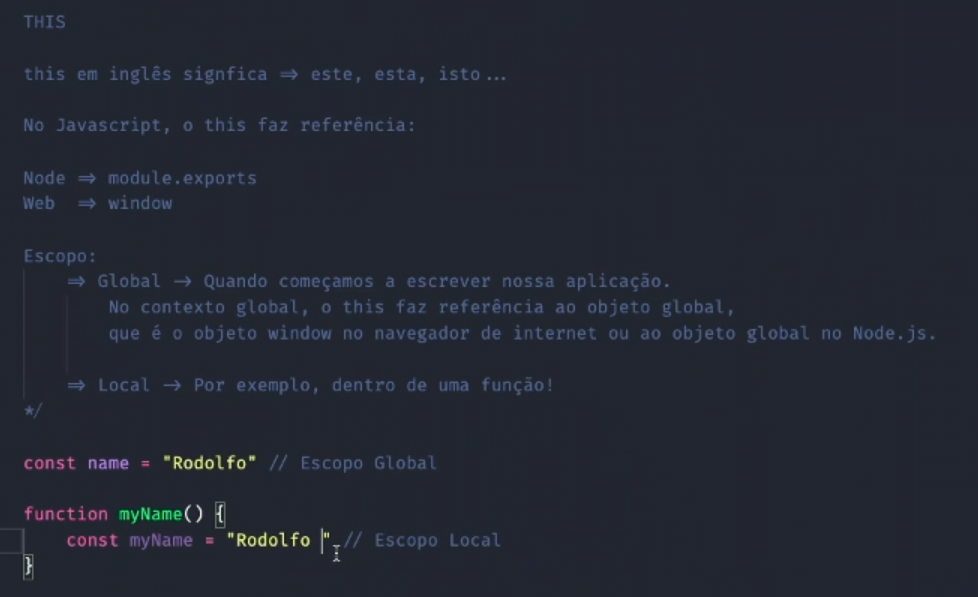 THIS
this em inglês signfica => este, esta, isto...
No Javascript, o this faz referência:
Node => module.exports
Web => window
Escopo:
=> Global -> Quando começamos a escrever nossa aplicação.
No contexto global, o this faz referência ao objeto global,
que é o objeto window no navegador de internet ou ao objeto global no Node.js.
=> Local -> Por exemplo, dentro de uma função!
*/
const name = "Rodolfo" // Escopo Global
function myName() {
const myName = "Rodolfo " // Escopo Local
}